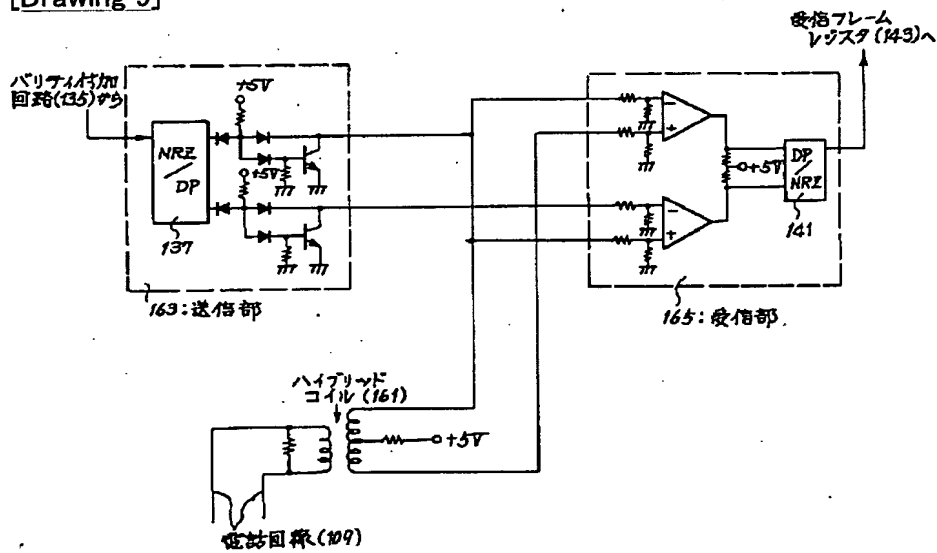 [Drawing 9]
受信フレーム
レジスタ(143)へ
パリティ付加
回路(135)から
+5V
NRZ
DP
+5V
137
163:送信部
+5V
DP
NRZ
141
165:受信部
ハイブリッド
コイル(161)
+5V
電話回線(109)